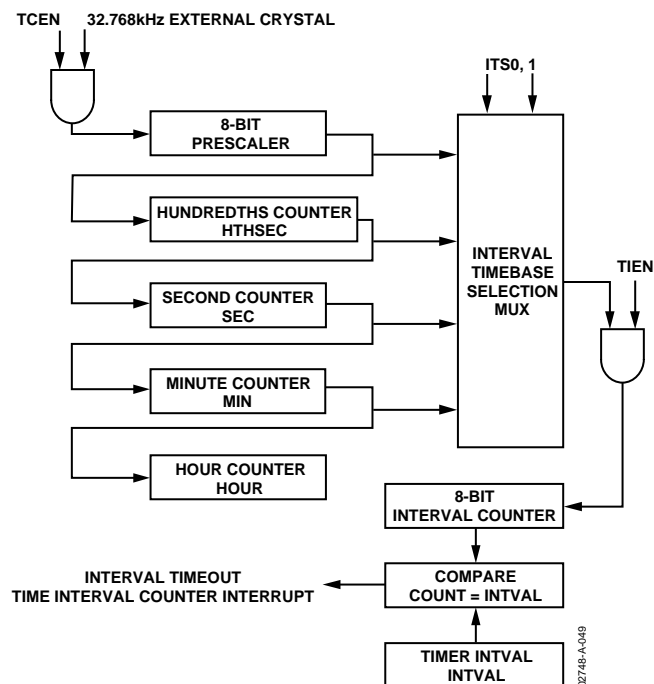 TCEN 32.768kHz EXTERNAL CRYSTAL
ITS0, 1
8-BIT
PRESCALER
HUNDREDTHS COUNTER
HTHSEC
INTERVAL
TIMEBASE
SELECTION
MUX
TIEN
SECOND COUNTER
SEC
MINUTE COUNTER
MIN
HOUR COUNTER
HOUR
8-BIT
INTERVAL COUNTER
INTERVAL TIMEOUT
TIME INTERVAL COUNTER INTERRUPT
COMPARE
COUNT = INTVAL
TIMER INTVAL
INTVAL
02748-A-049